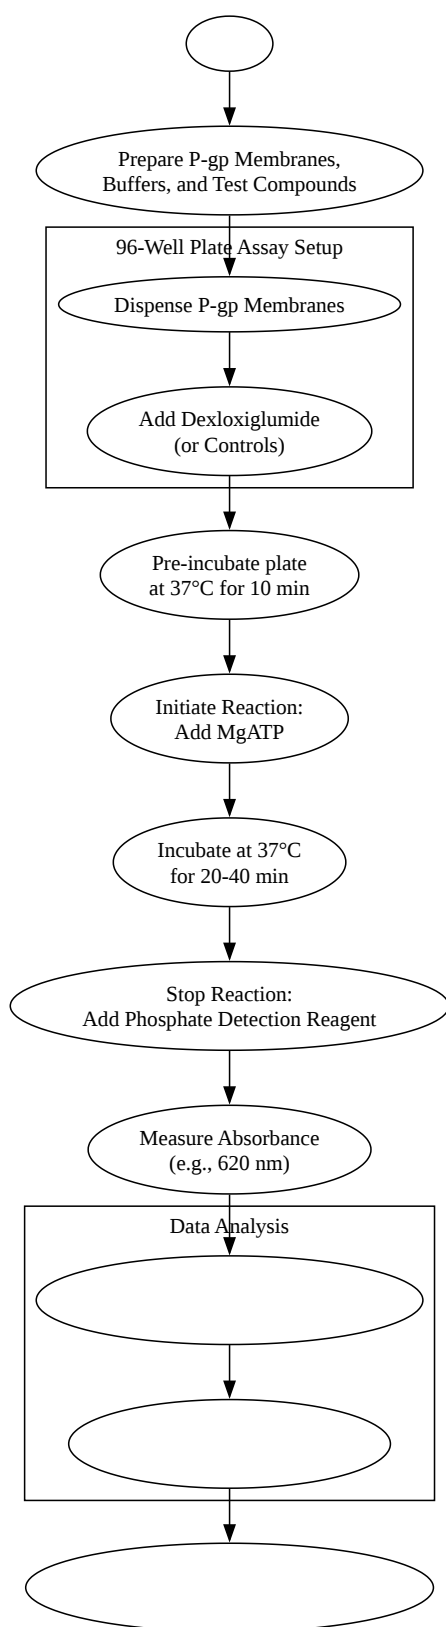 Prepare P-gp Membranes,
Buffers, and Test Compounds
96-Well Plate Assay Setup
Dispense P-gp Membranes
Add Dexloxiglumide
(or Controls)
Pre-incubate plate
at 37°C for 10 min
Initiate Reaction:
Add MgATP
Incubate at 37°C
for 20-40 min
Stop Reaction:
Add Phosphate Detection Reagent
Measure Absorbance
(e.g., 620 nm)
Data Analysis